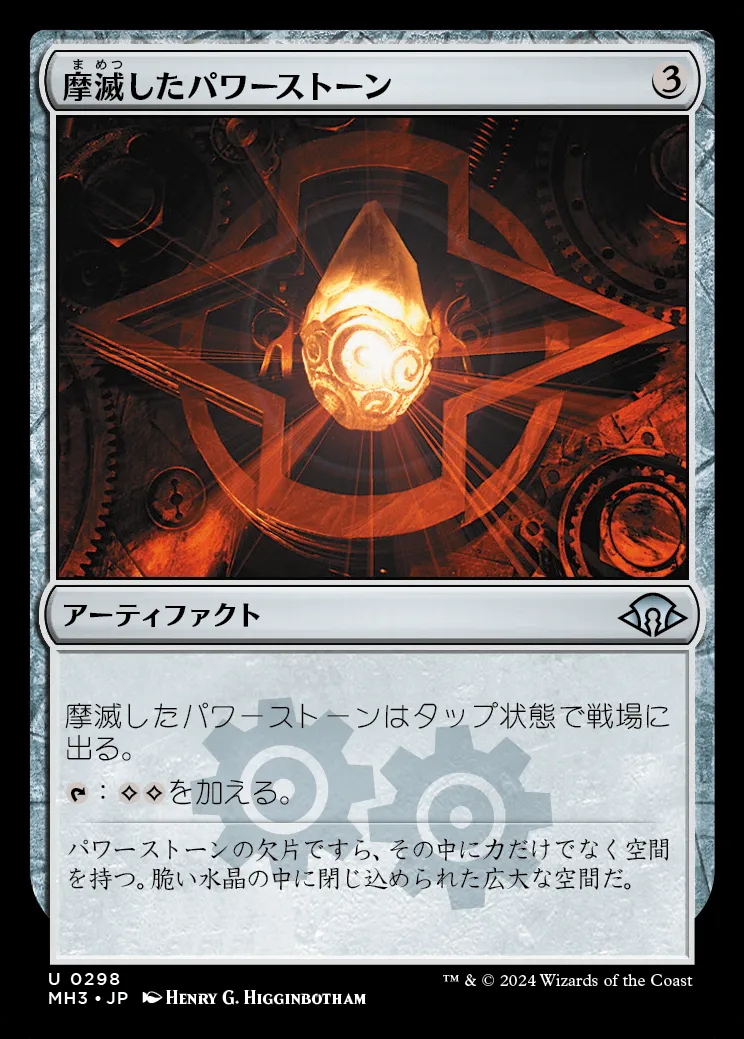 まめつ
摩滅したパワーストーン 3
アーティファクト
摩滅したパワーストーンはタップ状態で戦場に
出る。
：を加える。
パワーストーンの欠片ですら、その中に力だけでなく空間
を持つ。脆い水晶の中に閉じ込められた広大な空間だ。
U 0298
MH3 • JP HENRY G. HIGGINBOTHAM
™ & © 2024 Wizards of the Coast